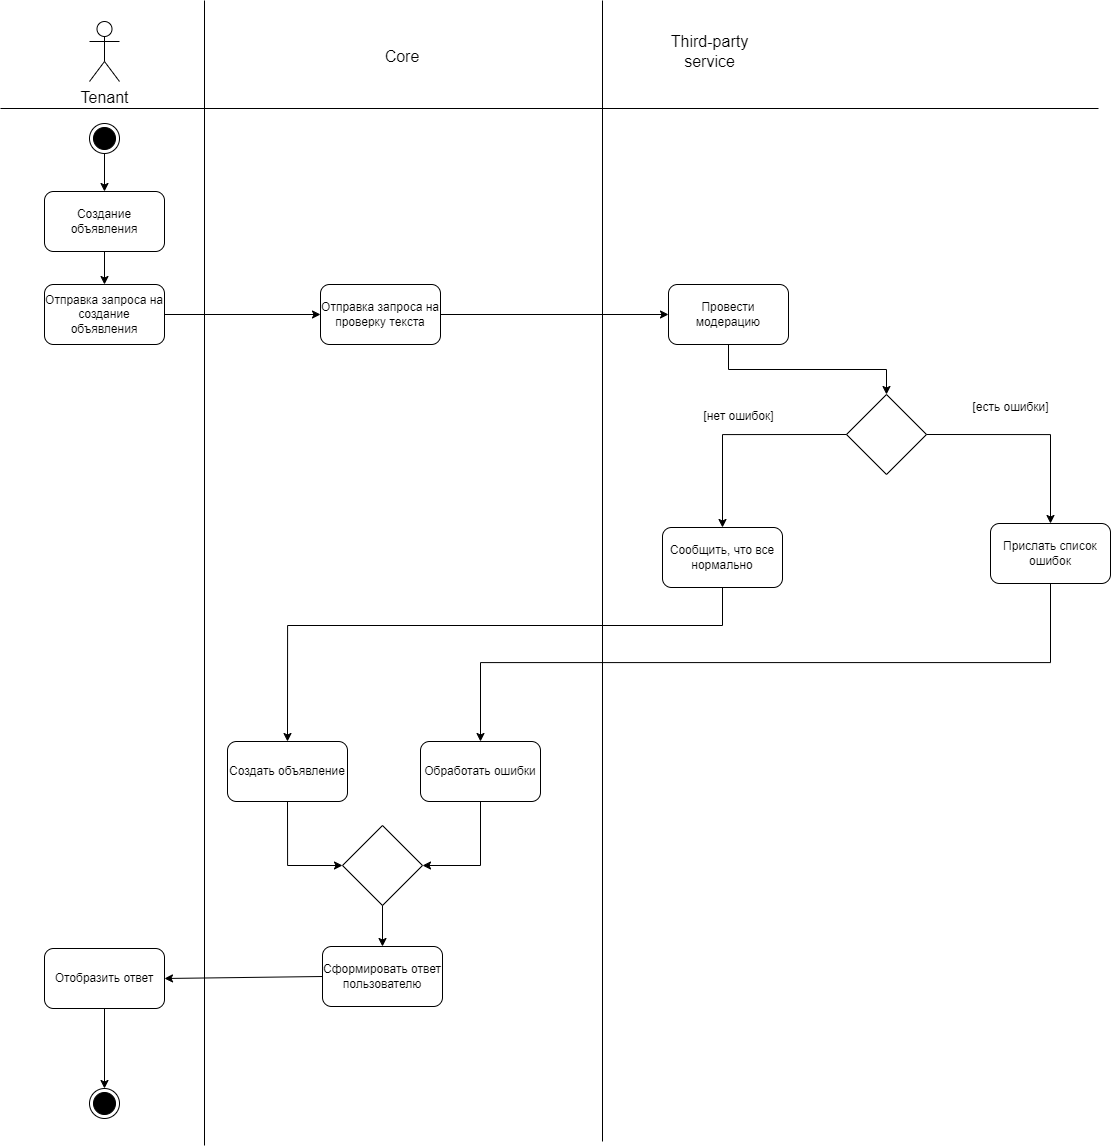 Tenant
Core
Third-party
service
Создание
объявления
Отправка запроса на
создание
объявления
Отправка запроса на
проверку текста
Провести
модерацию
[нет ошибок]
[есть ошибки]
Сообщить, что все
нормально
Прислать список
ошибок
Создать объявление
Обработать ошибки
Отобразить ответ
Сформировать ответ
пользователю